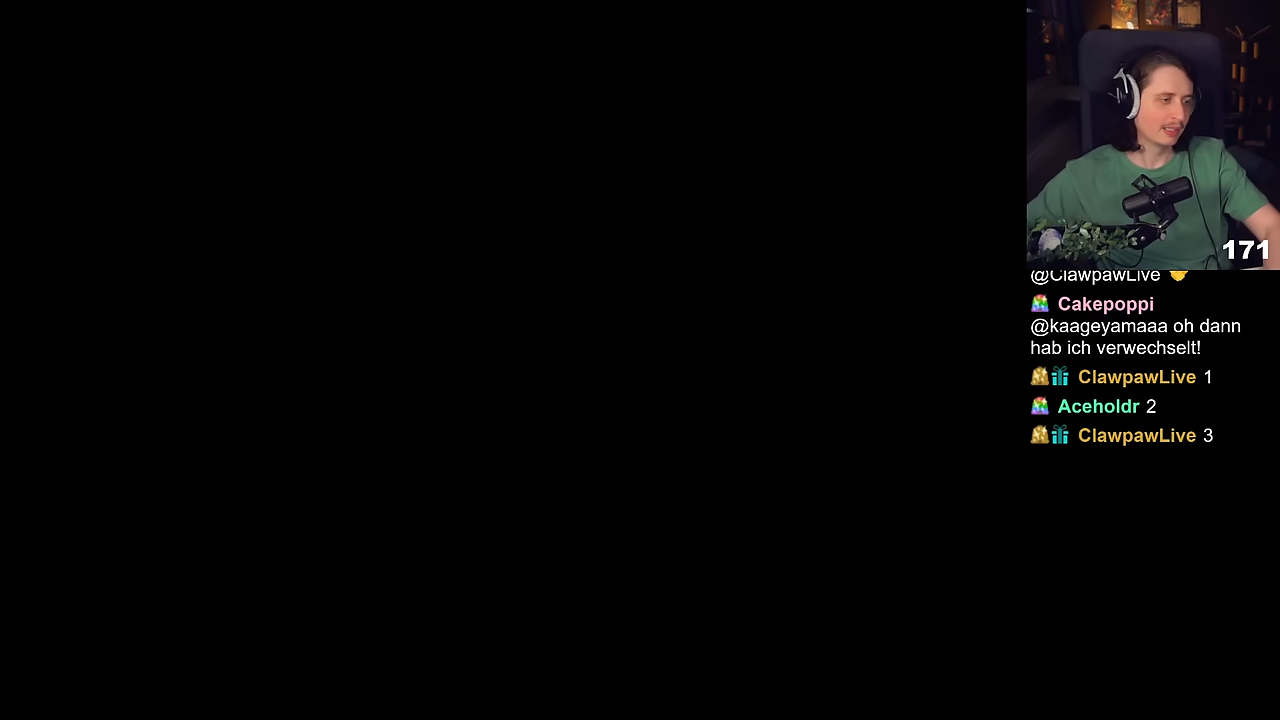 171
@ClawpawLive
Cakepoppi
@kaageyamaaa oh dann
hab ich verwechselt!
ClawpawLive 1
Aceholdr 2
ClawpawLive 3